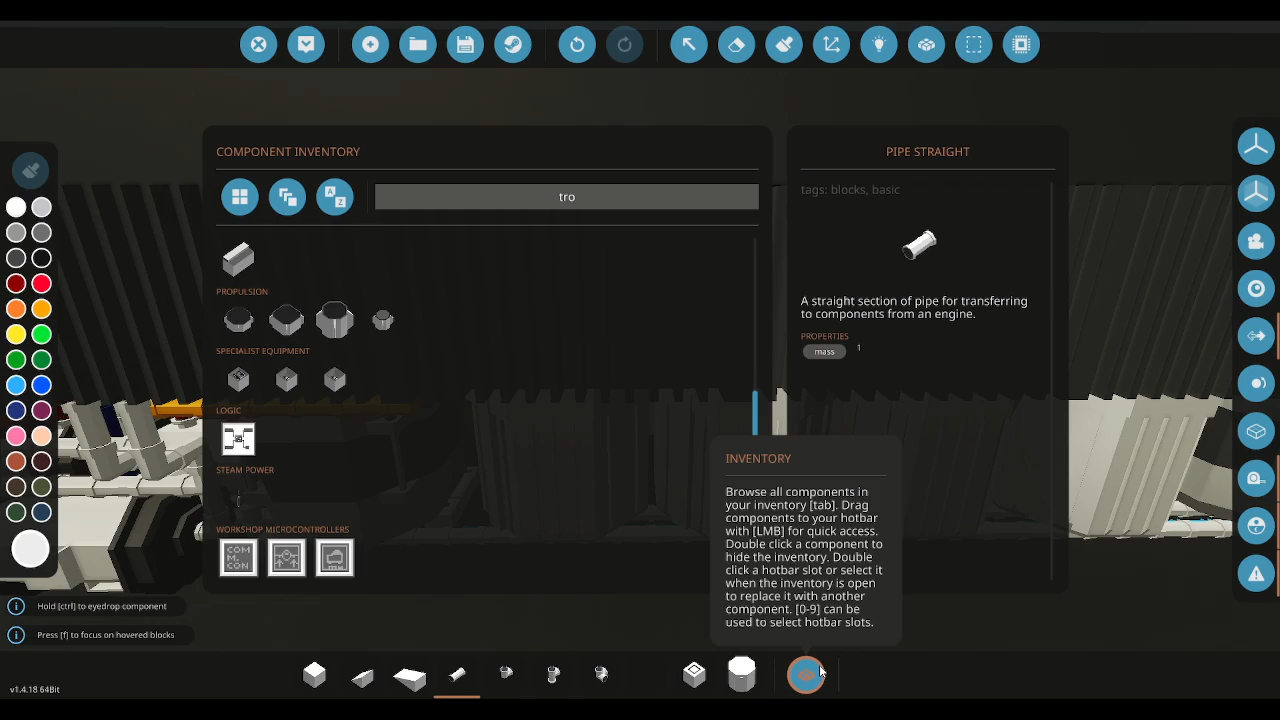 COMPONENT INVENTORY
A
Z
tro
PROPULSION
SPECIALIST EQUIPMENT
LOGIC
STEAM POWER
WORKSHOP MICROCONTROLLERS
COM
M.
CON
PIPE STRAIGHT
tags: blocks, basic
A straight section of pipe for transferring
to components from an engine.
PROPERTIES
mass 1
INVENTORY
Browse all components in
your inventory [tab]. Drag
components to your hotbar
with [LMB] for quick access.
Double click a component to
hide the inventory. Double
click a hotbar slot or select it
when the inventory is open
to replace it with another
component. [0-9] can be
used to select hotbar slots.
i Hold [ctrl] to eyedrop component
i Press [f] to focus on hovered blocks
v1.4.18 64Bit